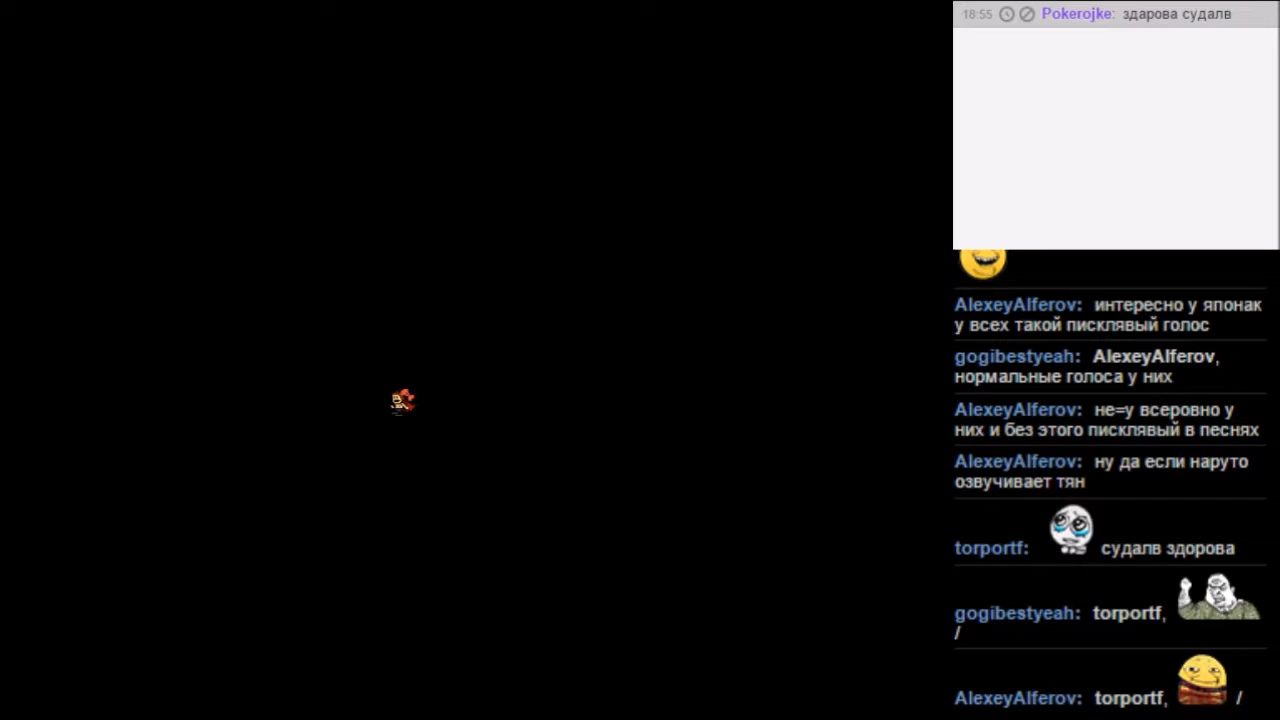 18:55 Pokerojke: здарова судалв
AlexeyAlferov: интересно у японак
у всех такой писклявый голос
gogibestyeah: AlexeyAlferov,
нормальные голоса у них
AlexeyAlferov: не=у всеровно у
них и без этого писклявый в песнях
AlexeyAlferov: ну да если наруто
озвучивает тян
torportf: судалв здорова
gogibestyeah: torportf,
/
AlexeyAlferov: torportf, /